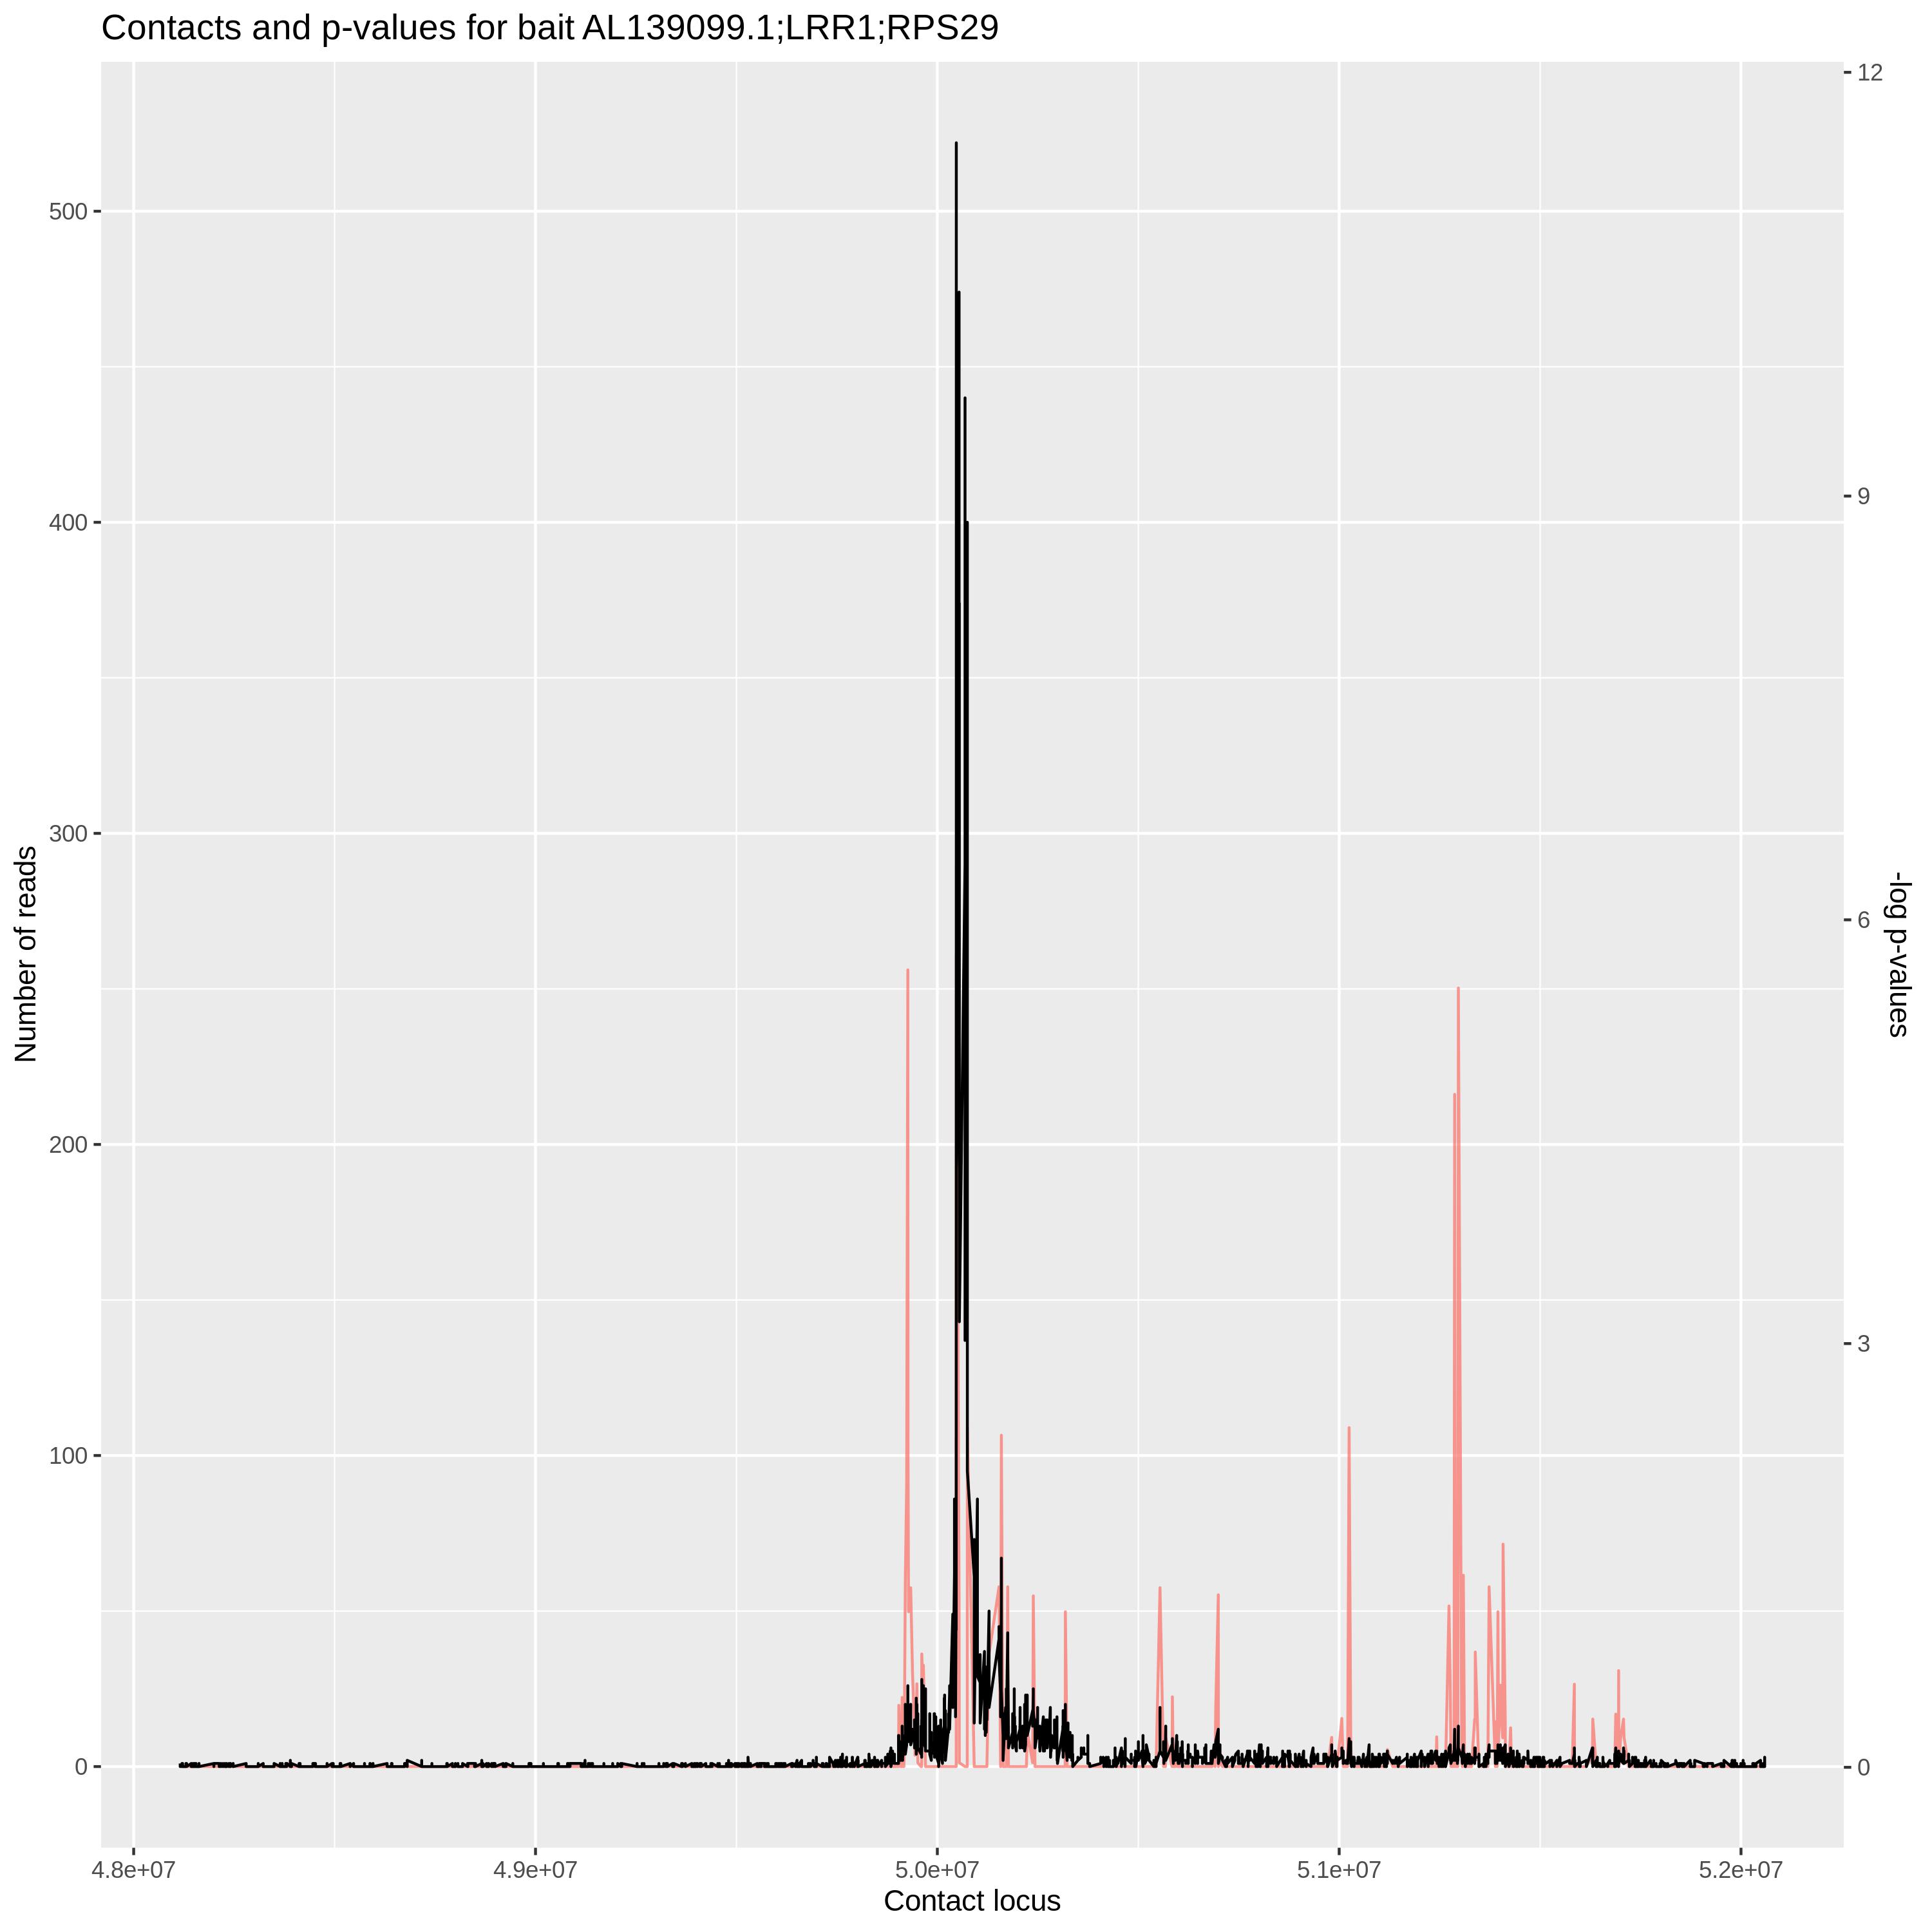 Contacts and p-values for bait AL139099.1;LRR1;RPS29
12
500
400
9
300
6
Number of reads
-log p-values
200
3
100
0
0
4.8e+07
4.9e+07
5.0e+07
5.1e+07
5.2e+07
Contact locus